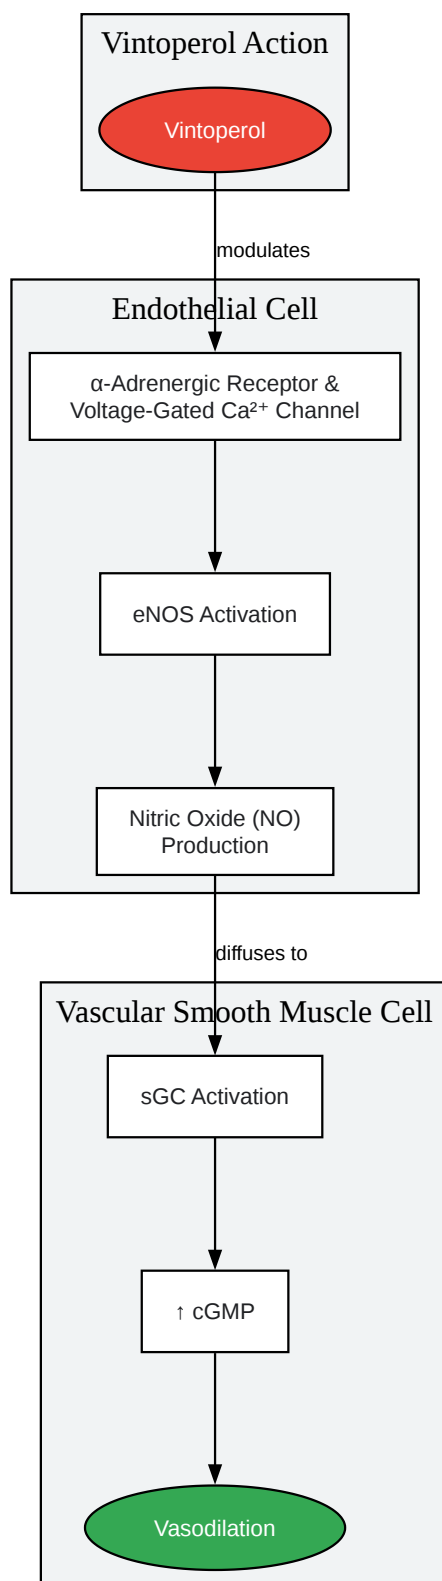 Vintoperol Action
Vintoperol
modulates
Endothelial Cell
α-Adrenergic Receptor &
Voltage-Gated Ca²⁺ Channel
eNOS Activation
Nitric Oxide (NO)
Production
diffuses to
Vascular Smooth Muscle Cell
sGC Activation
↑ cGMP
Vasodilation